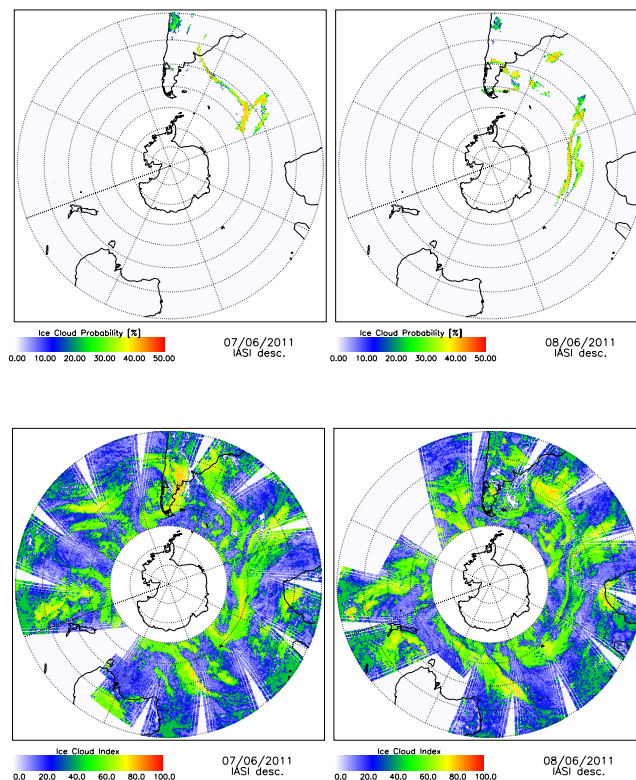 Ice Cloud Probability [%]
0.00 10.00 20.00 30.00 40.00 50.00
07/06/2011
IASI desc.
Ice Cloud Probability [%]
0.00 10.00 20.00 30.00 40.00 50.00
08/06/2011
IASI desc.
Ice Cloud Index
0.0 20.0 40.0 60.0 80.0 100.0
07/06/2011
IASI desc.
Ice Cloud Index
0.0 20.0 40.0 60.0 80.0 100.0
08/06/2011
IASI desc.